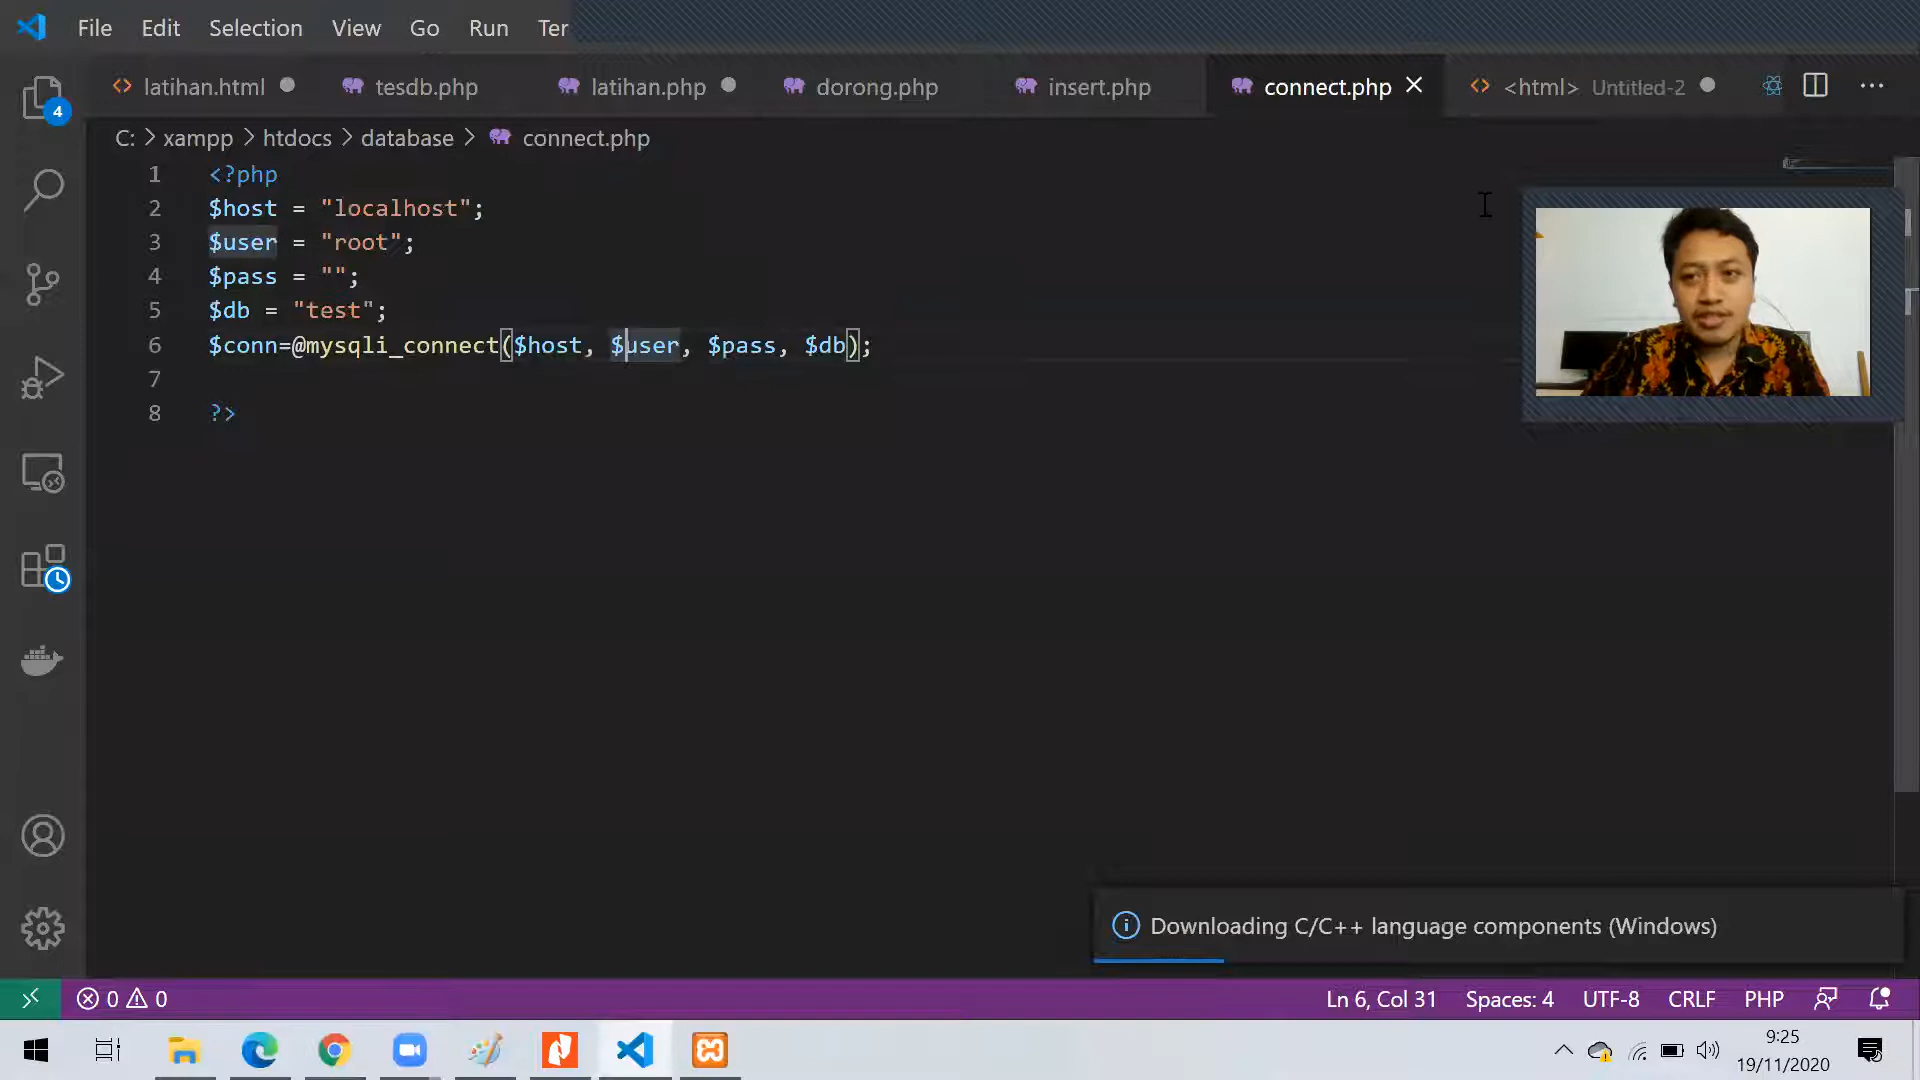 File Edit Selection View Go Run Ter
latihan.html tesdb.php latihan.php dorong.php insert.php connect.php <html> Untitled-2
C: > xampp > htdocs > database > connect.php
1 <?php
2 $host = "localhost";
3 $user = "root";
4 $pass = "";
5 $db = "test";
6 $conn=@mysqli_connect($host, $user, $pass, $db);
7
8 ?>
4
Downloading C/C++ language components (Windows)
0 0 Ln 6, Col 31 Spaces: 4 UTF-8 CRLF PHP
9:25
19/11/2020